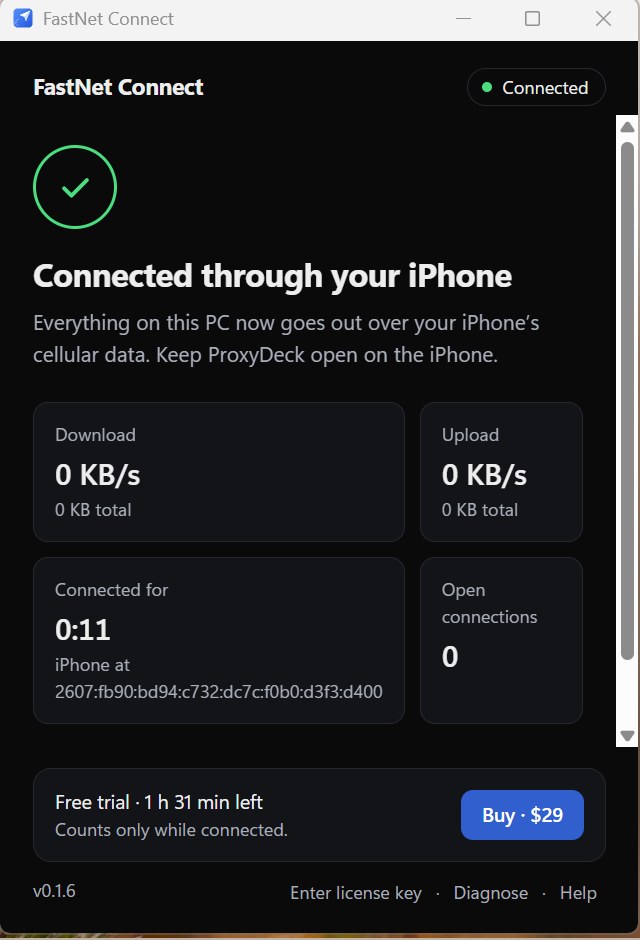 FastNet Connect
FastNet Connect
Connected
Connected through your iPhone
Everything on this PC now goes out over your iPhone’s
cellular data. Keep ProxyDeck open on the iPhone.
Download
0 KB/s
0 KB total
Upload
0 KB/s
0 KB total
Connected for
0:11
iPhone at
2607:fb90:bd94:c732:dc7c:f0b0:d3f3:d400
Open
connections
0
Free trial · 1 h 31 min left
Counts only while connected.
Buy · $29
v0.1.6
Enter license key · Diagnose · Help